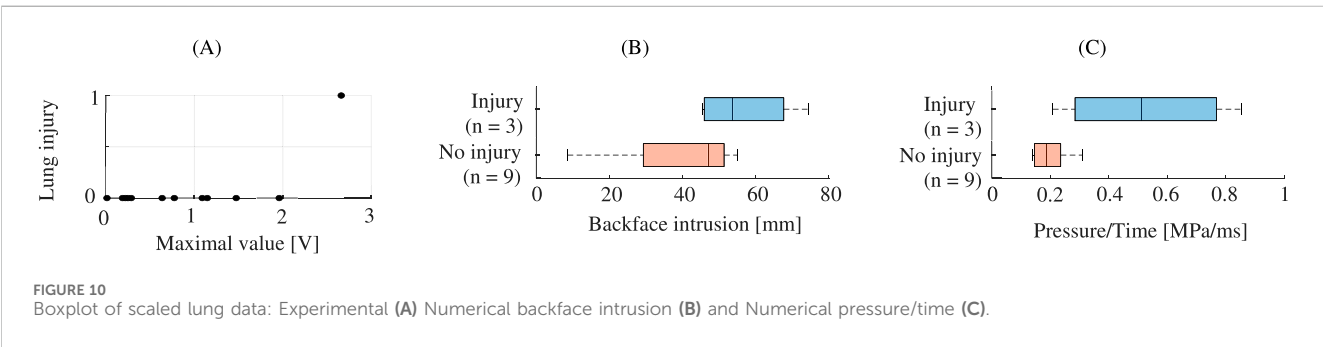 (A)
(B)
(C)
Lung injury
1
0
0
1
2
3
Maximal value [V]
Injury
(n = 3)
No injury
(n = 9)
0
20
40
60
80
Backface intrusion [mm]
Injury
(n = 3)
No injury
(n = 9)
0
0.2
0.4
0.6
0.8
1
Pressure/Time [MPa/ms]
FIGURE 10
Boxplot of scaled lung data: Experimental (A) Numerical backface intrusion (B) and Numerical pressure/time (C).